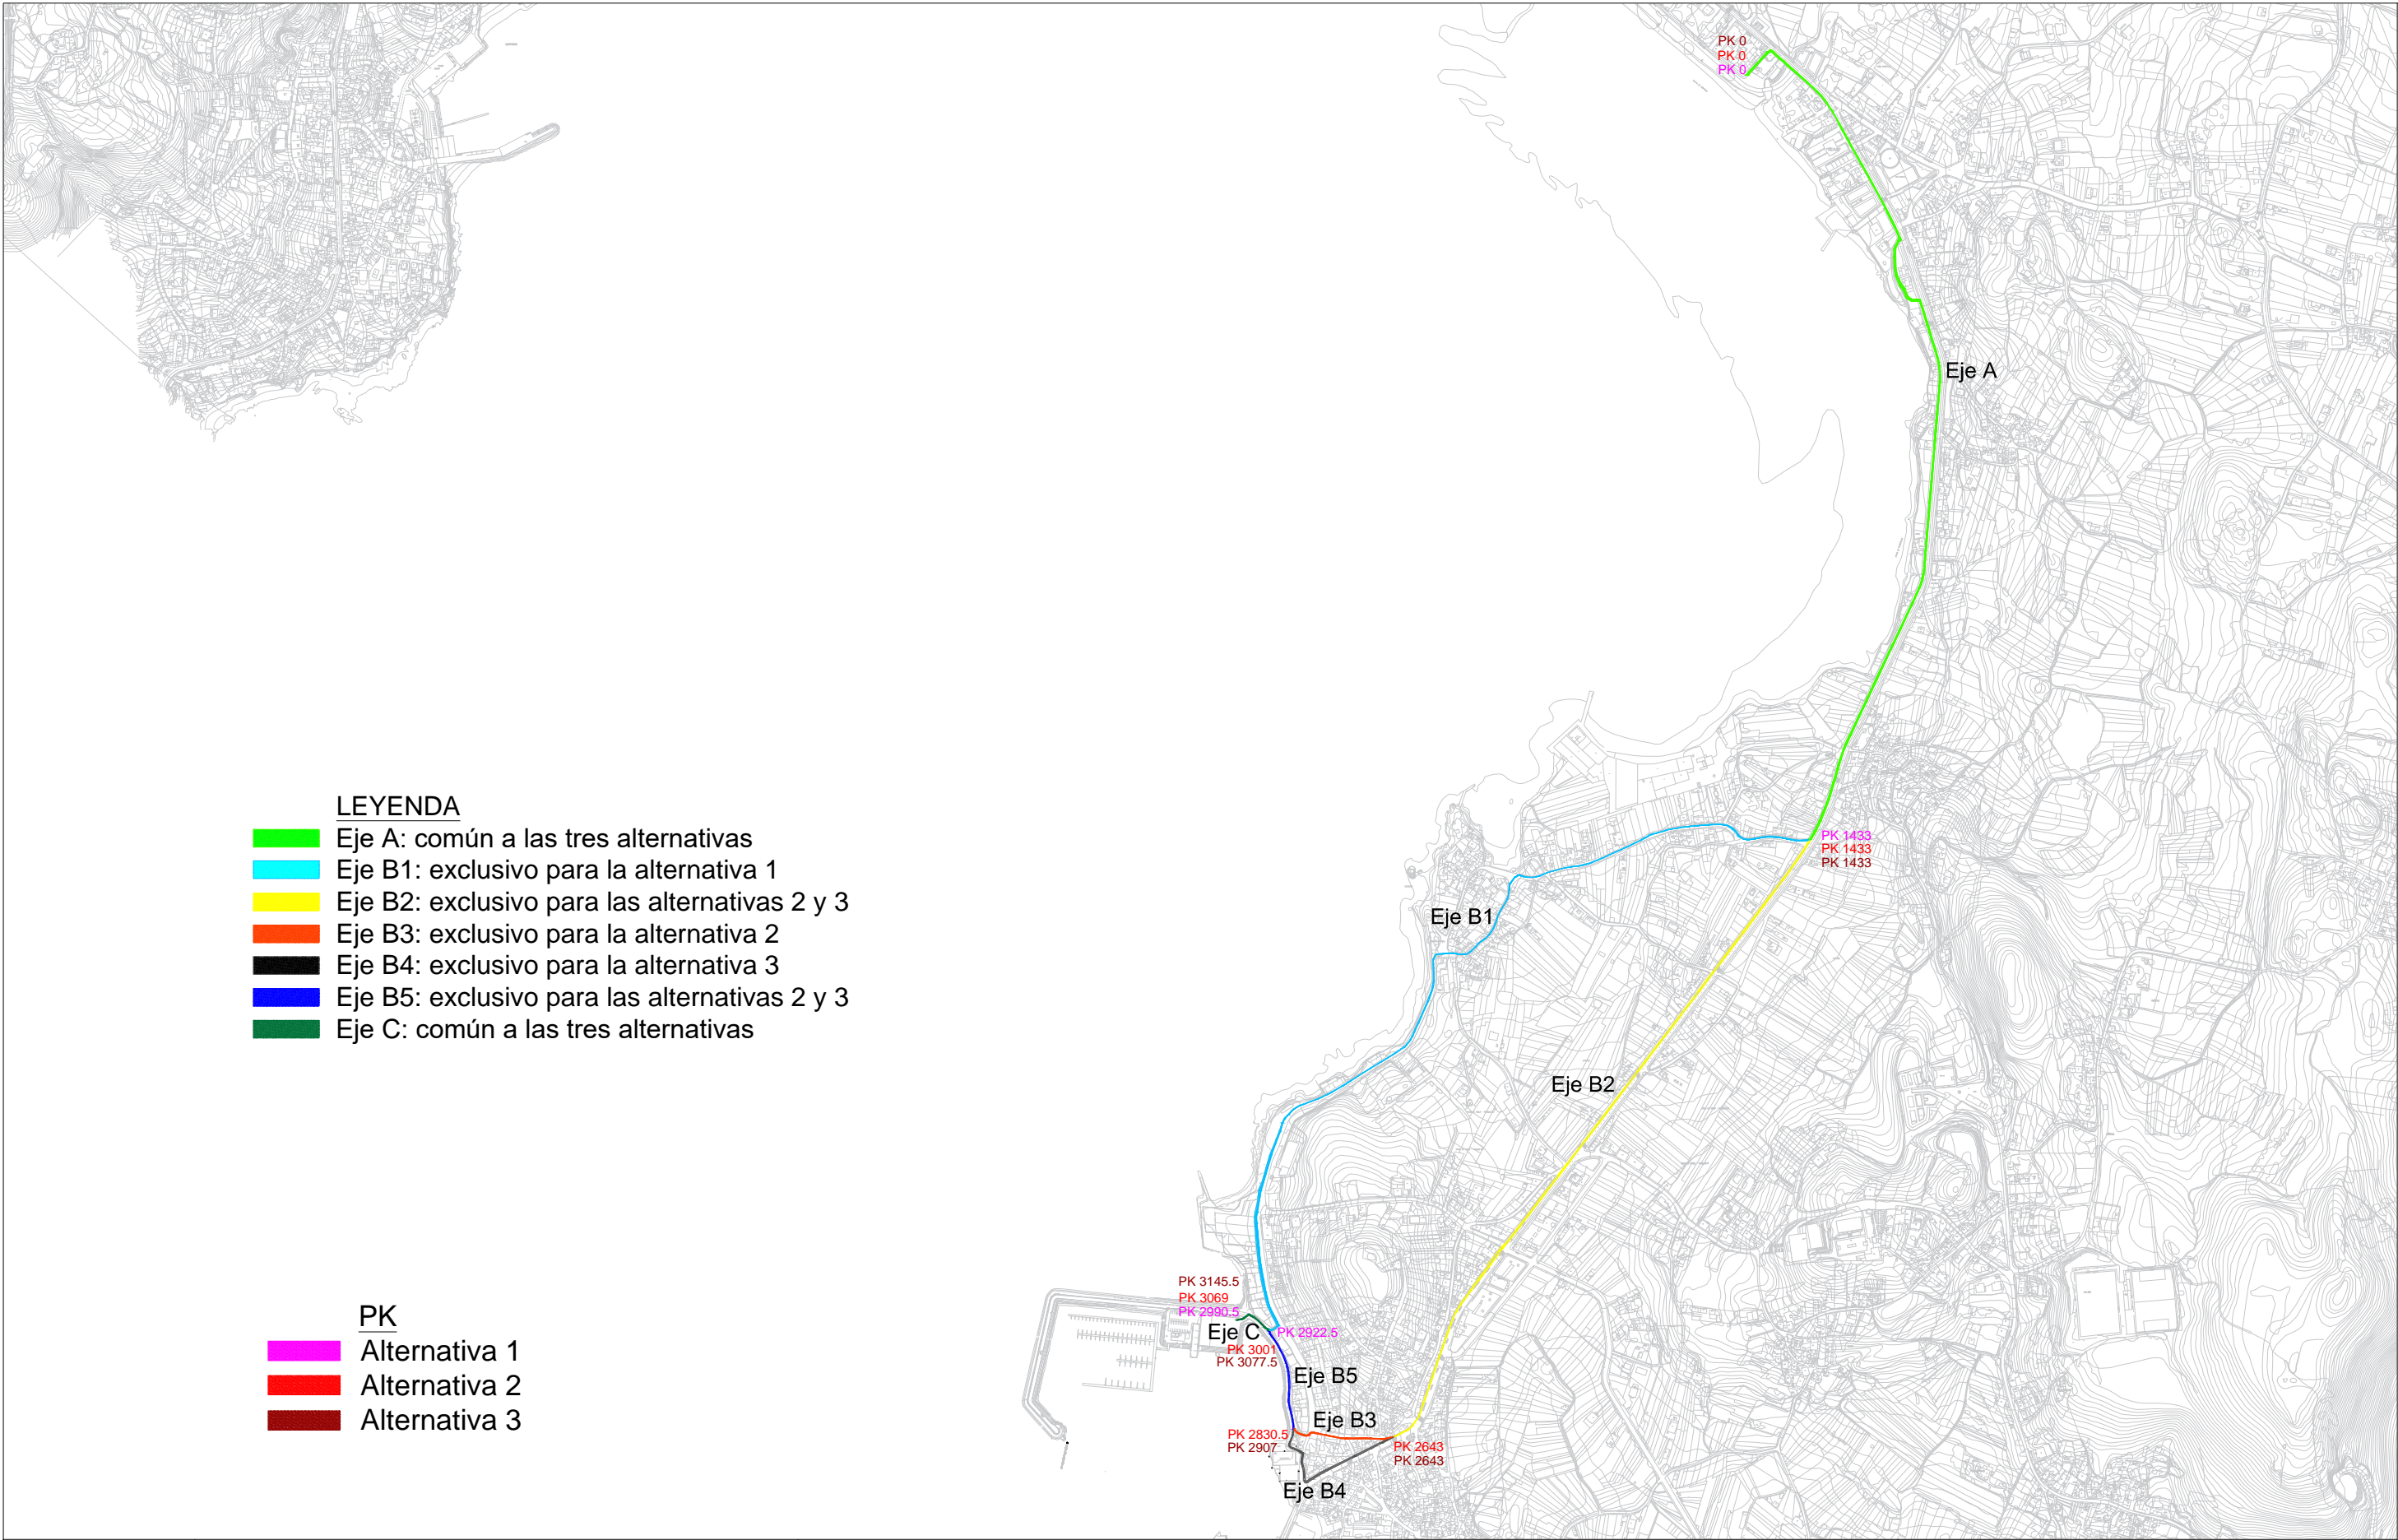 PK 0
PK 0
PK 0
Eje A
LEYENDA
Eje A: común a las tres alternativas
Eje B1: exclusivo para la alternativa 1
Eje B2: exclusivo para las alternativas 2 y 3
Eje B3: exclusivo para la alternativa 2
Eje B4: exclusivo para la alternativa 3
Eje B5: exclusivo para las alternativas 2 y 3
Eje C: común a las tres alternativas
PK 1433
PK 1433
PK 1433
Eje B1
Eje B2
PK 3145.5
PK 3069
PK 2990.5
Eje C
PK 2922.5
PK 3001
PK 3077.5
Eje B5
Eje B3
PK 2830.5
PK 2907
PK 2643
PK 2643
Eje B4
PK
Alternativa 1
Alternativa 2
Alternativa 3